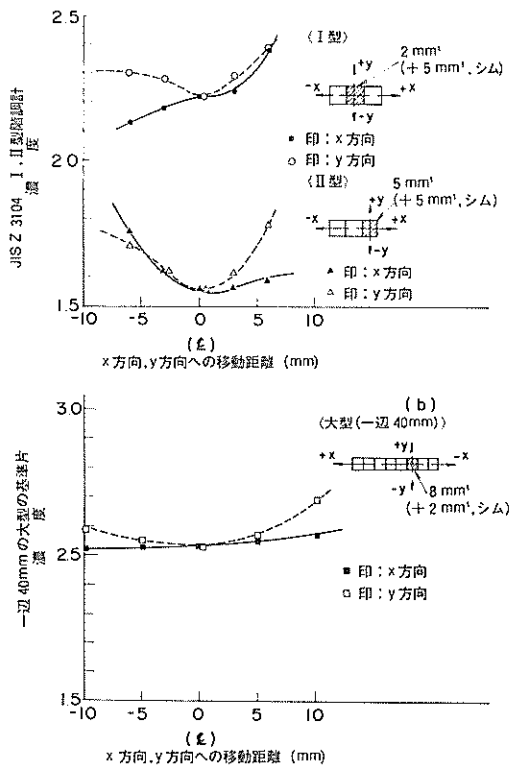 2.5
2.0
1.5
JIS Z 3104 Ⅰ,Ⅱ型階調計
濃度
〈Ⅰ型〉
2 mmᵗ
(+5 mmᵗ,シム)
+y
-x
+x
-y
●印:x方向
○印:y方向
〈Ⅱ型〉
5 mmᵗ
(+5 mmᵗ,シム)
+y
-x
+x
-y
▲印:x方向
△印:y方向
-10
-5
0
5
10
(£)
x方向,y方向への移動距離 (mm)
3.0
2.5
1.5
一辺40mmの大型の基準片
濃度
(b)
〈大型(一辺40mm)〉
+y
+x
-x
-y
8 mmᵗ
(+2 mmᵗ,シム)
■印:x方向
□印:y方向
-10
-5
0
5
10
(£)
x方向,y方向への移動距離 (mm)